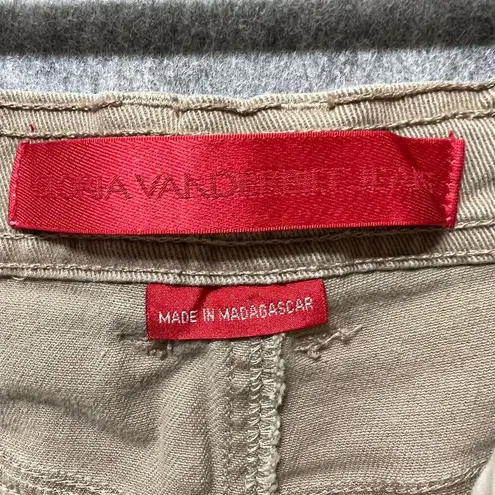 GLORIA VANDERBILT JEANS
MADE IN MADAGASCAR